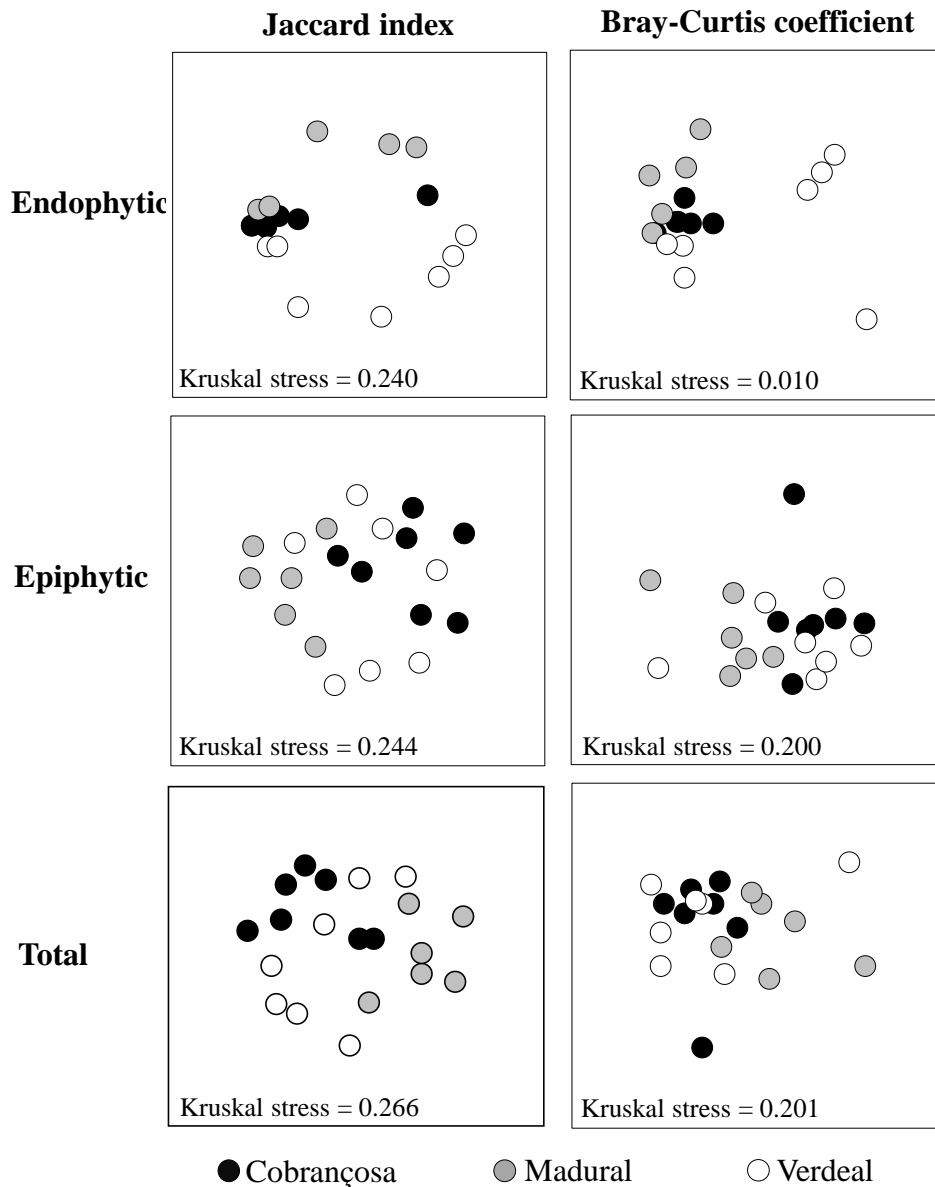 Jaccard index
Bray-Curtis coefficient
Endophytic
Kruskal stress = 0.240
Kruskal stress = 0.010
Epiphytic
Kruskal stress = 0.244
Kruskal stress = 0.200
Total
Kruskal stress = 0.266
Kruskal stress = 0.201
Cobrançosa
Madural
Verdeal